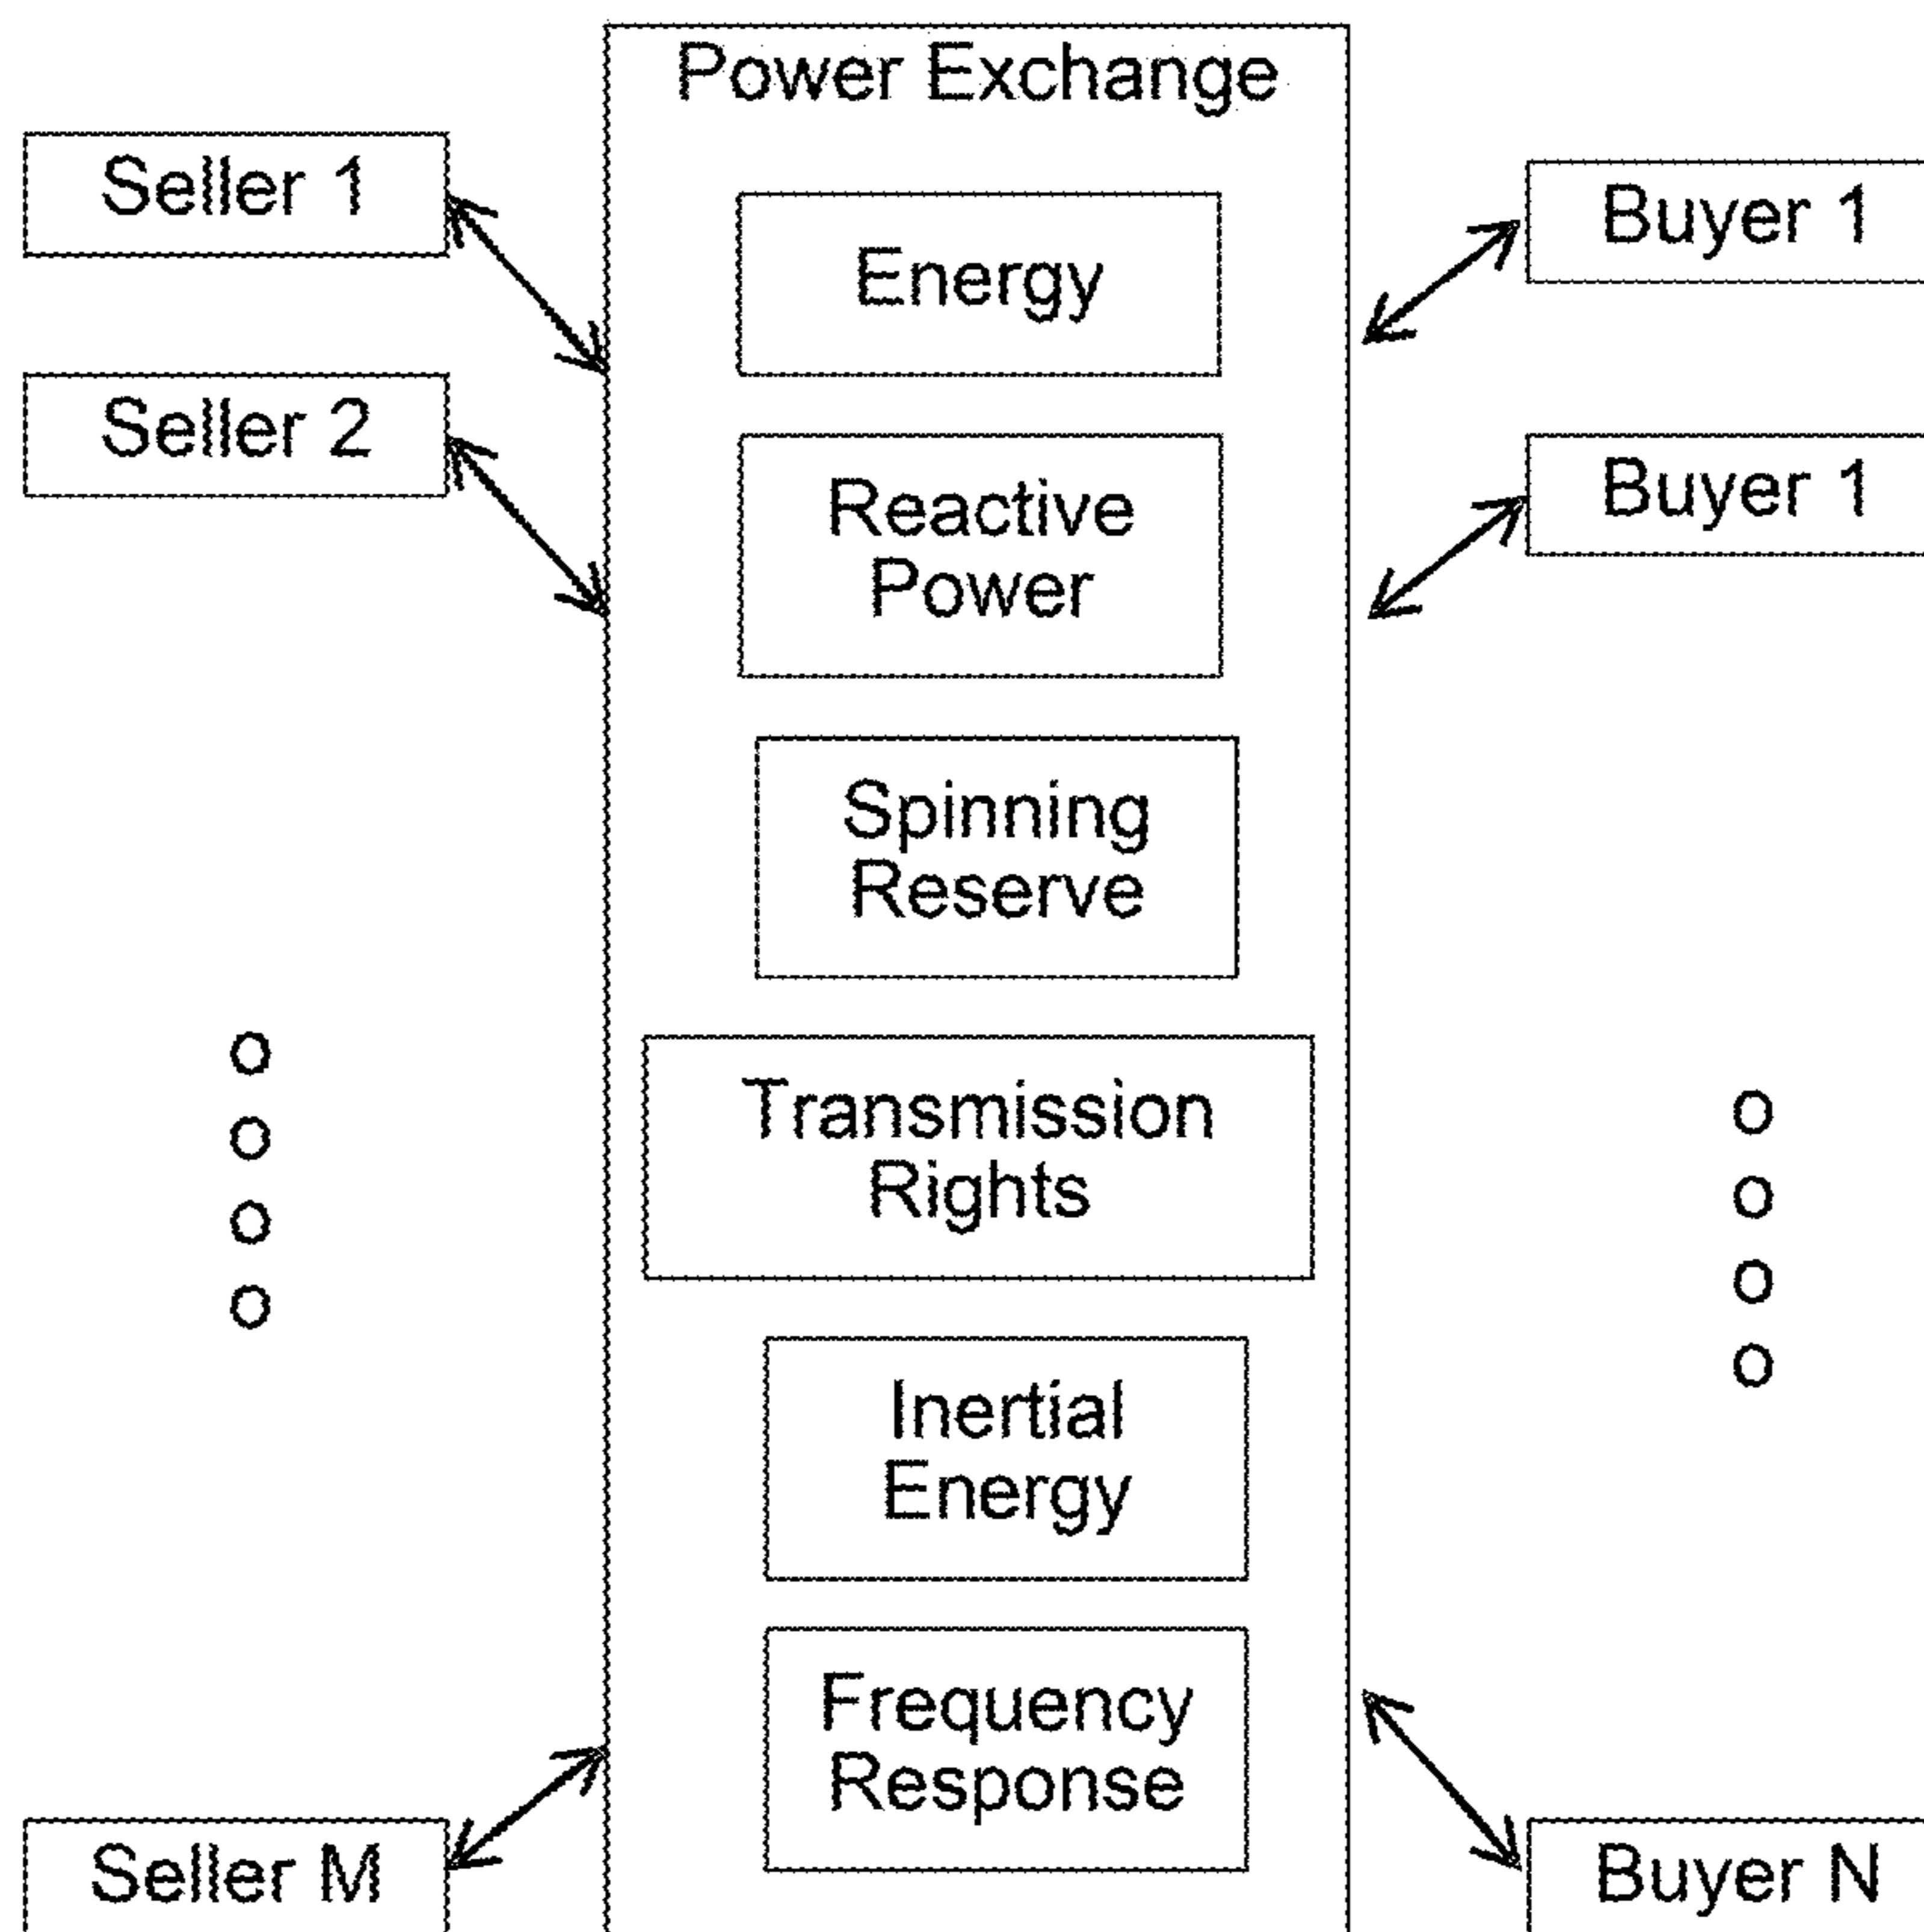 Power Exchange
Seller 1
Seller 2
Seller M
Energy
Reactive
Power
Spinning
Reserve
Transmission
Rights
Inertial
Energy
Frequency
Response
Buyer 1
Buyer 1
Buyer N